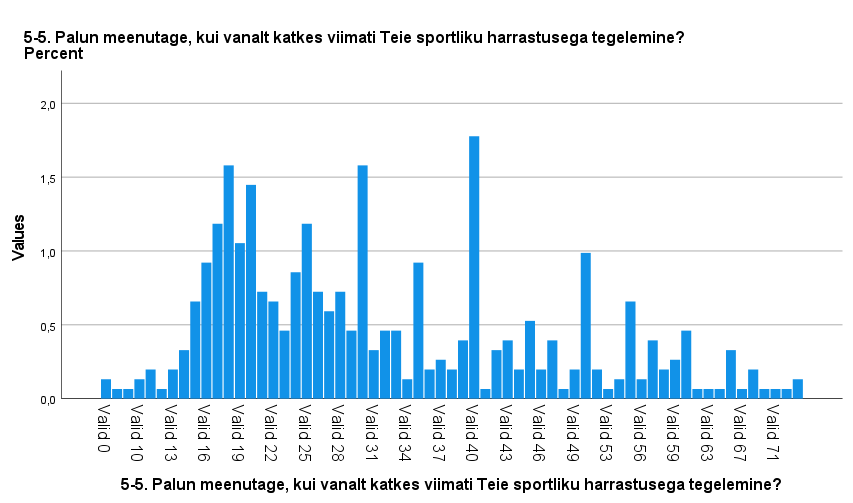 5-5. Palun meenutage, kui vanalt katkes viimati Teie sportliku harrastusega tegelemine?
Percent
2,0
1,5
1,0
0,5
0,0
Values
Valid 0
Valid 10
Valid 13
Valid 16
Valid 19
Valid 22
Valid 25
Valid 28
Valid 31
Valid 34
Valid 37
Valid 40
Valid 43
Valid 46
Valid 49
Valid 53
Valid 56
Valid 59
Valid 63
Valid 67
Valid 71
5-5. Palun meenutage, kui vanalt katkes viimati Teie sportliku harrastusega tegelemine?